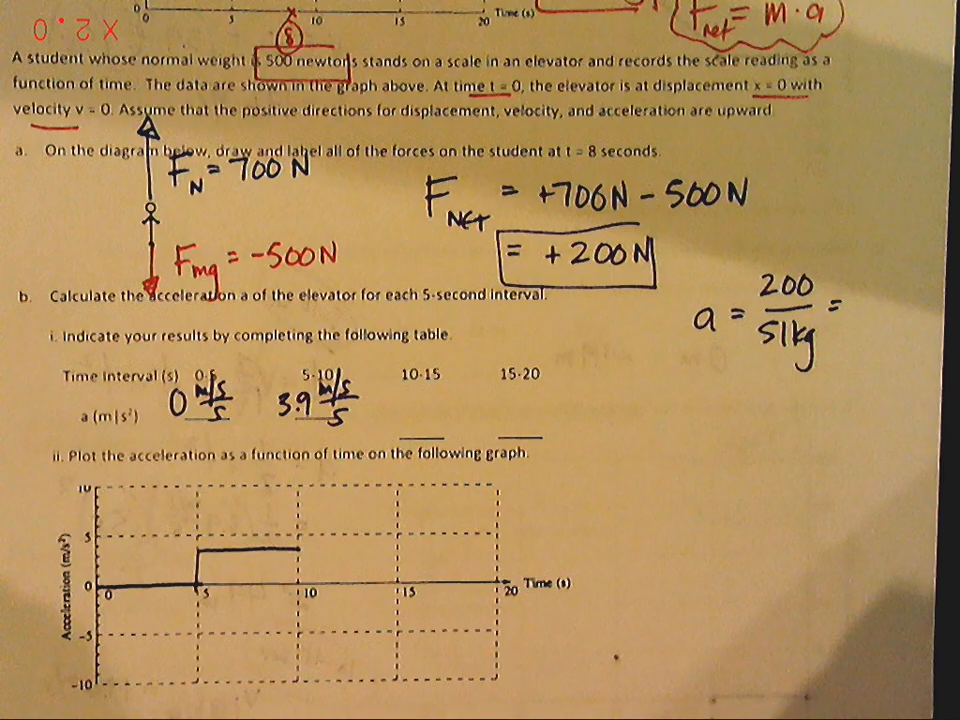 0
0 5 10 15 20 Time (s)
8
Fnet = m · a
x 2.0
A student whose normal weight is 500 newtons stands on a scale in an elevator and records the scale reading as a
function of time. The data are shown in the graph above. At time t = 0, the elevator is at displacement x = 0 with
velocity v = 0. Assume that the positive directions for displacement, velocity, and acceleration are upward
a. On the diagram below, draw and label all of the forces on the student at t = 8 seconds.
FN = 700 N
FNET = +700N - 500N
= +200N
Fmg = -500N
b. Calculate the acceleration a of the elevator for each 5-second interval.
a = 200 / 51kg =
i. Indicate your results by completing the following table.
Time Interval (s) 0-5 5-10 10-15 15-20
a (m|s²) 0 m/s/s 3.9 m/s/s
ii. Plot the acceleration as a function of time on the following graph.
10
5
0
-5
-10
Acceleration (m/s²)
0 5 10 15 20 Time (s)